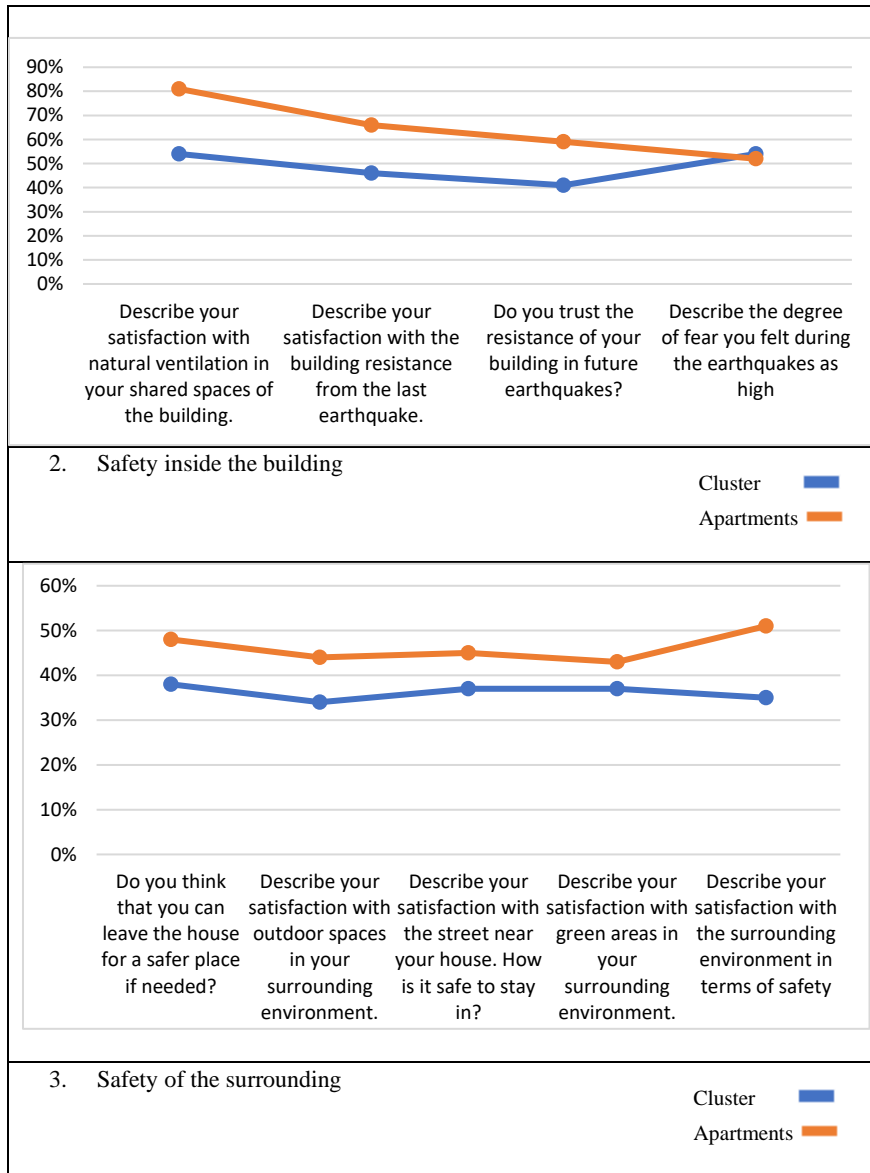 90%
80%
70%
60%
50%
40%
30%
20%
10%
0%
Describe your satisfaction with natural ventilation in your shared spaces of the building.
Describe your satisfaction with the building resistance from the last earthquake.
Do you trust the resistance of your building in future earthquakes?
Describe the degree of fear you felt during the earthquakes as high
2. Safety inside the building
Cluster
Apartments
60%
50%
40%
30%
20%
10%
0%
Do you think that you can leave the house for a safer place if needed?
Describe your satisfaction with outdoor spaces in your surrounding environment.
Describe your satisfaction with the street near your house. How is it safe to stay in?
Describe your satisfaction with green areas in your surrounding environment.
Describe your satisfaction with the surrounding environment in terms of safety
3. Safety of the surrounding
Cluster
Apartments